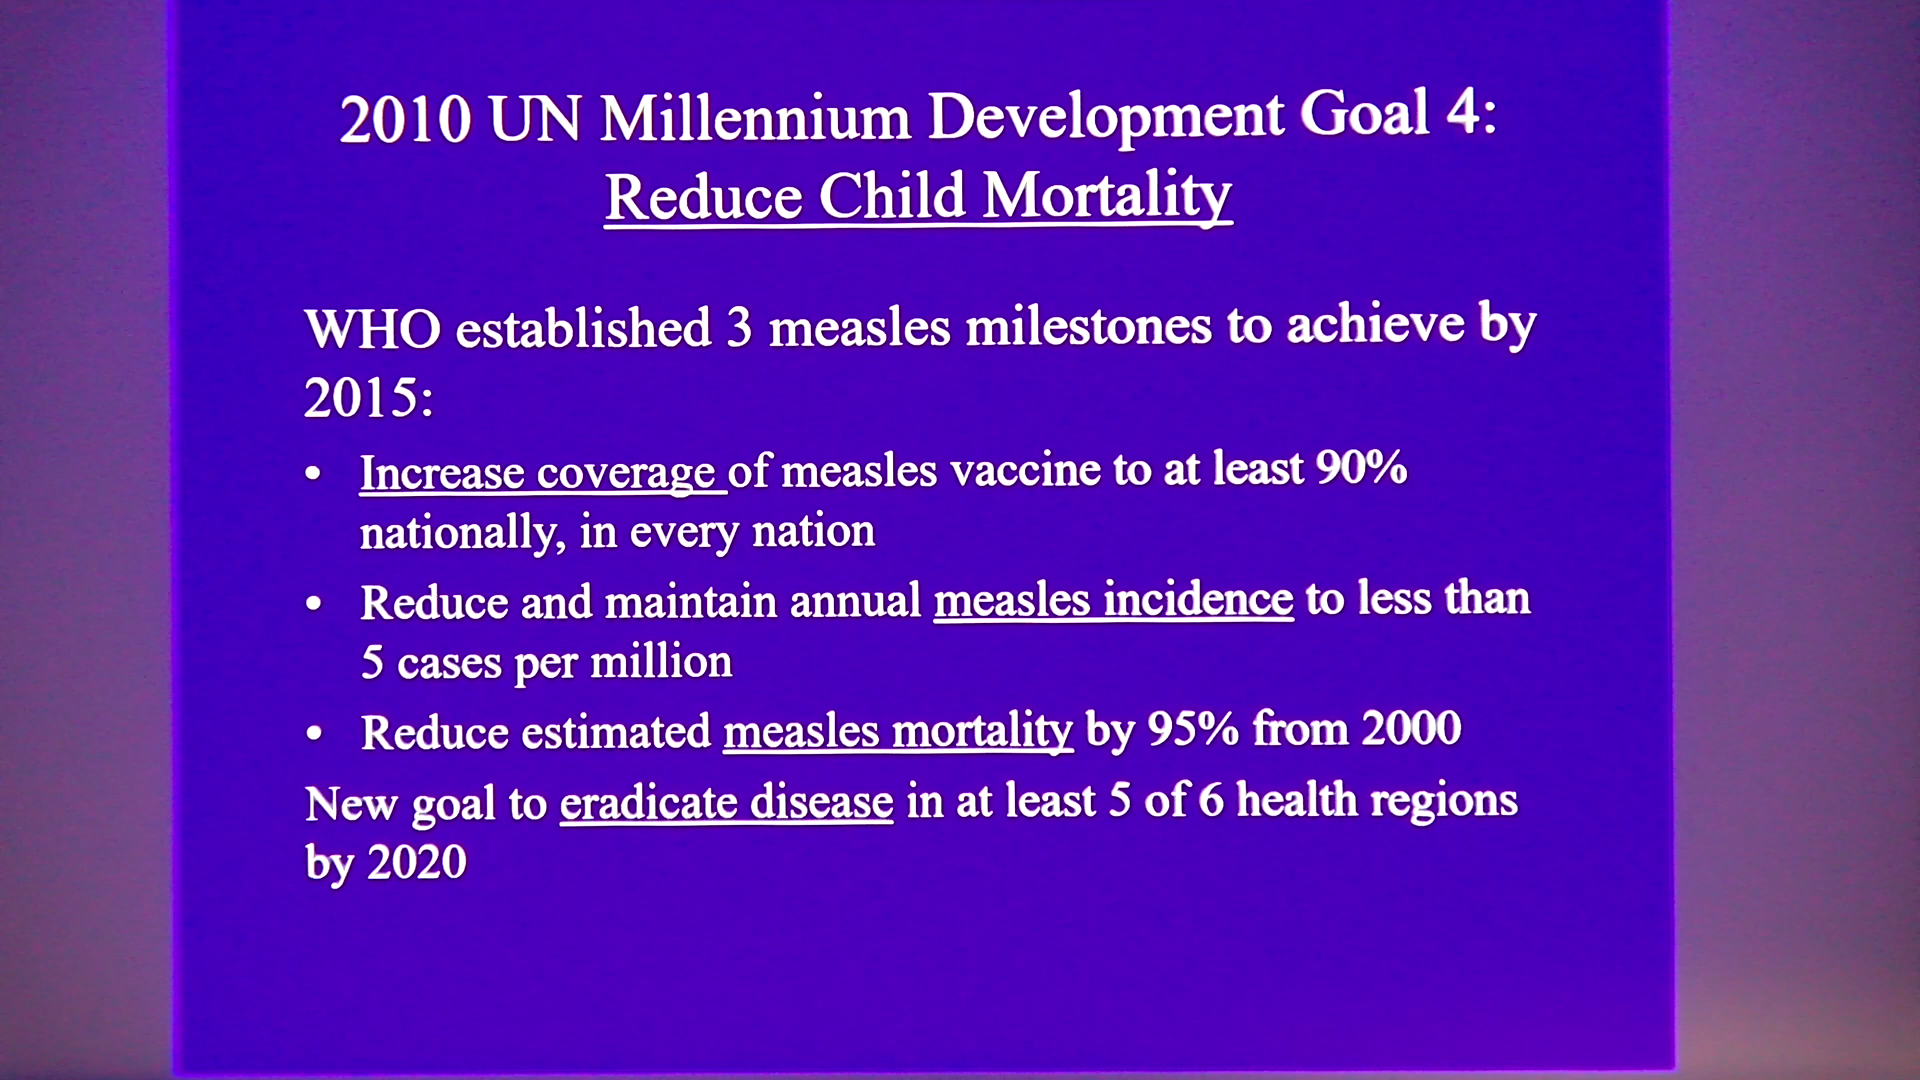 2010 UN Millennium Development Goal 4:
Reduce Child Mortality
WHO established 3 measles milestones to achieve by
2015:
• Increase coverage of measles vaccine to at least 90%
nationally, in every nation
• Reduce and maintain annual measles incidence to less than
5 cases per million
• Reduce estimated measles mortality by 95% from 2000
New goal to eradicate disease in at least 5 of 6 health regions
by 2020